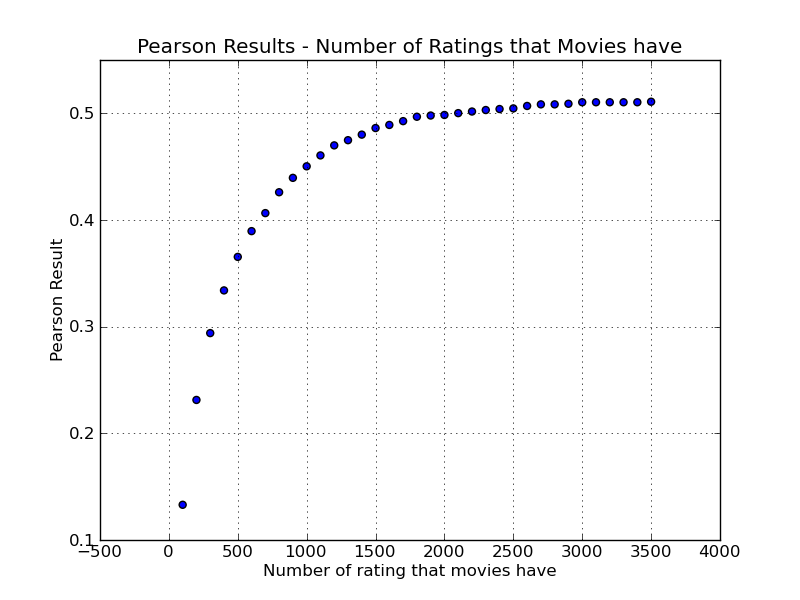 Pearson Results - Number of Ratings that Movies have
0.5
0.4
0.3
0.2
0.1
Pearson Result
−500 0 500 1000 1500 2000 2500 3000 3500 4000
Number of rating that movies have